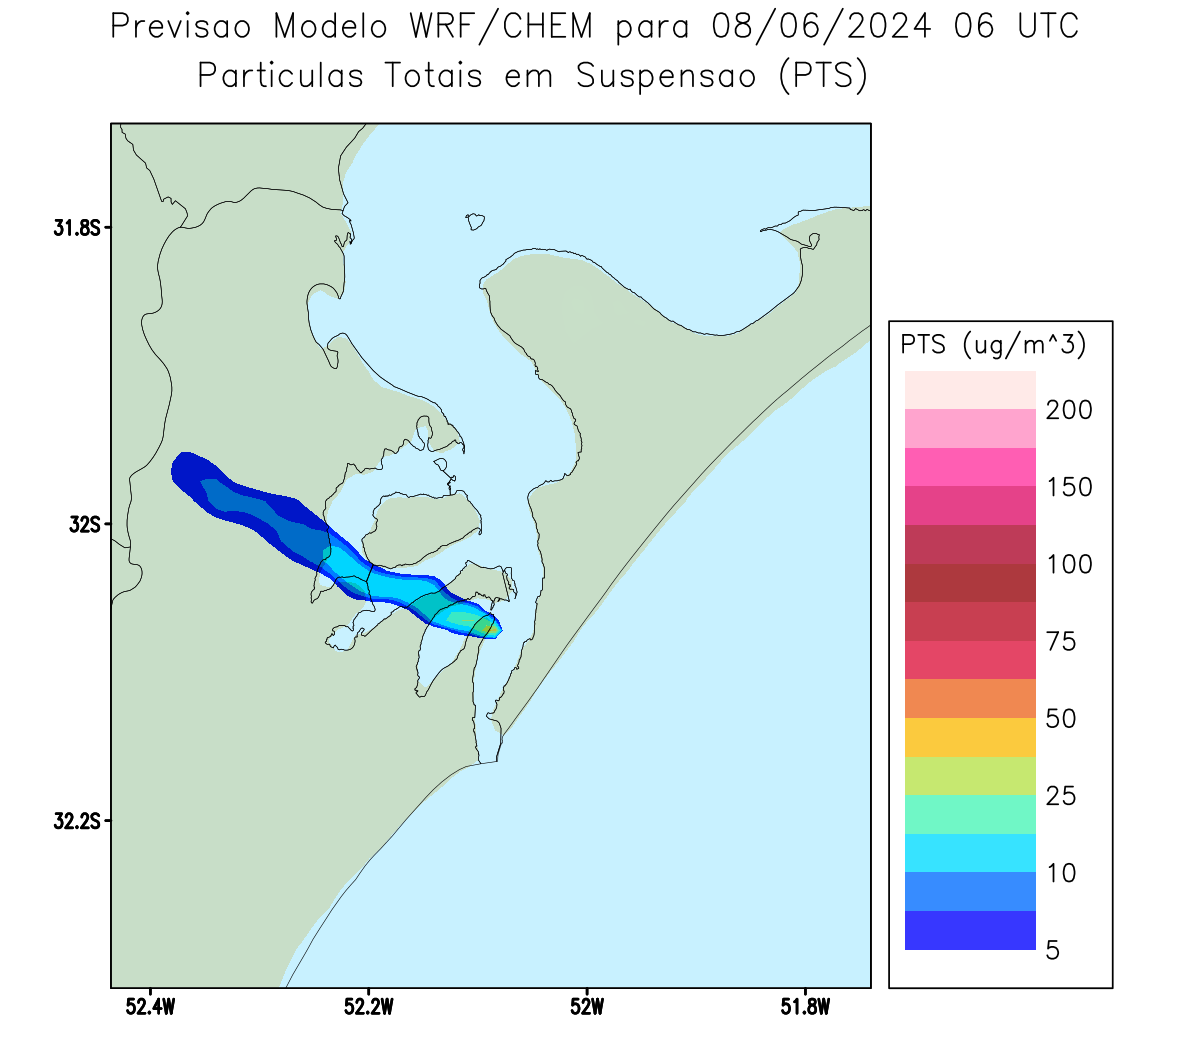 Previsao Modelo WRF/CHEM para 08/06/2024 06 UTC
Particulas Totais em Suspensao (PTS)
31.8S
32S
32.2S
52.4W
52.2W
52W
51.8W
PTS (ug/m^3)
200
150
100
75
50
25
10
5